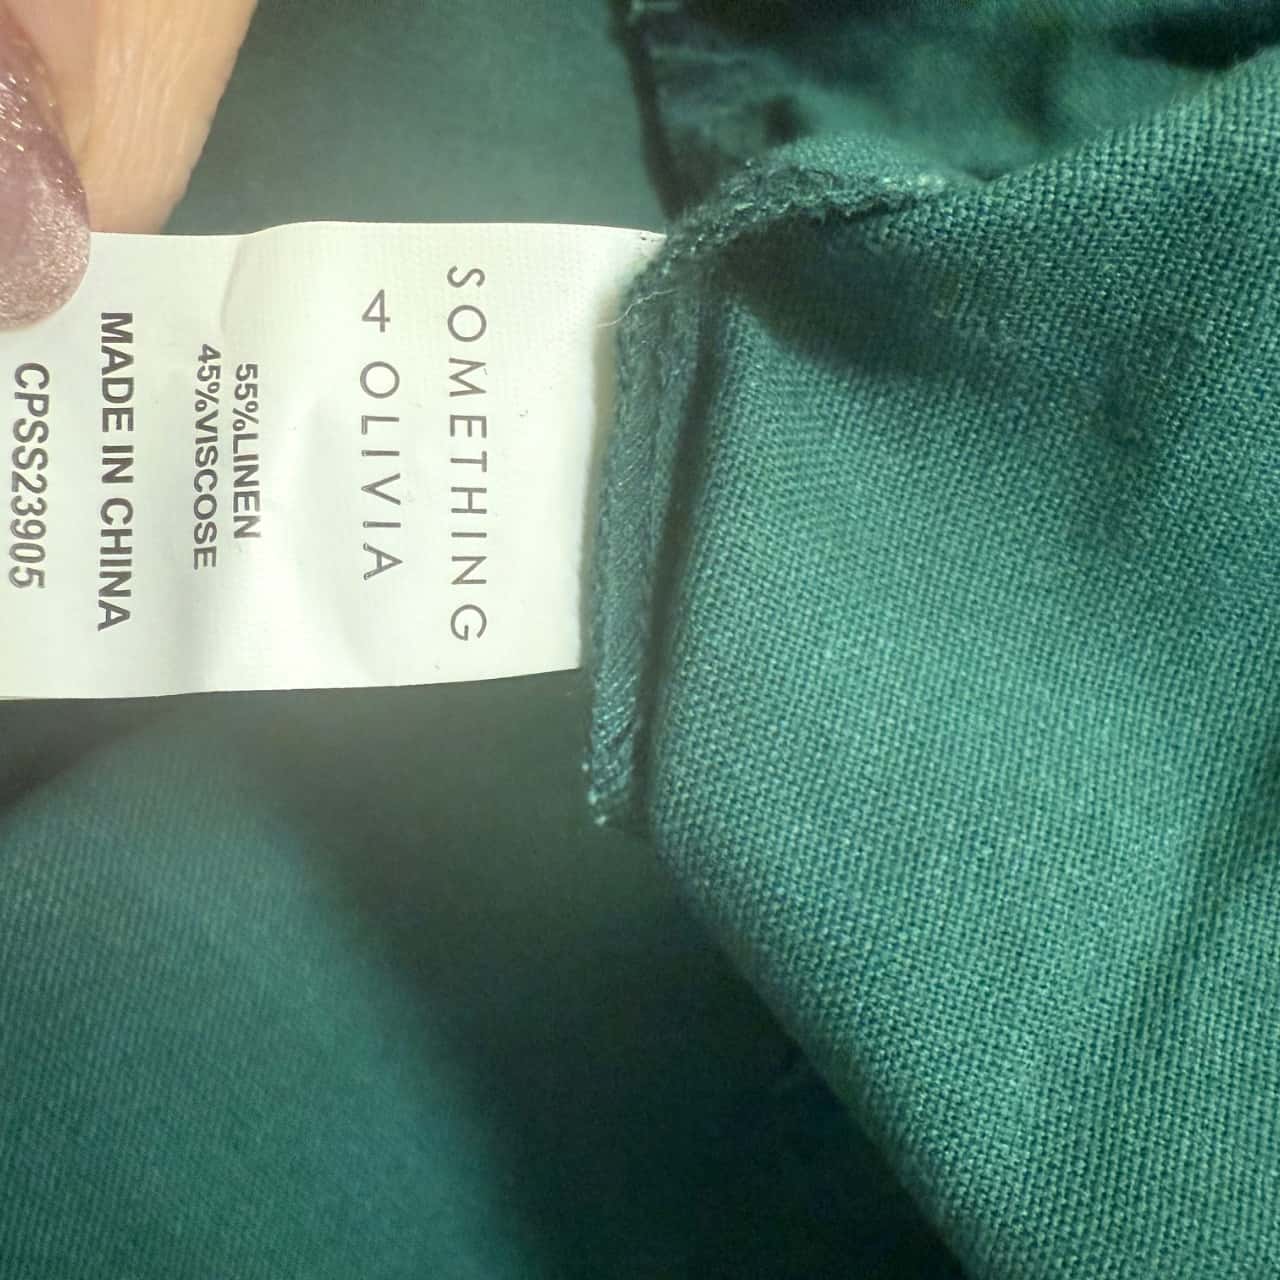 SOMETHING
4 OLIVIA
55%LINEN
45%VISCOSE
MADE IN CHINA
CPSS23905